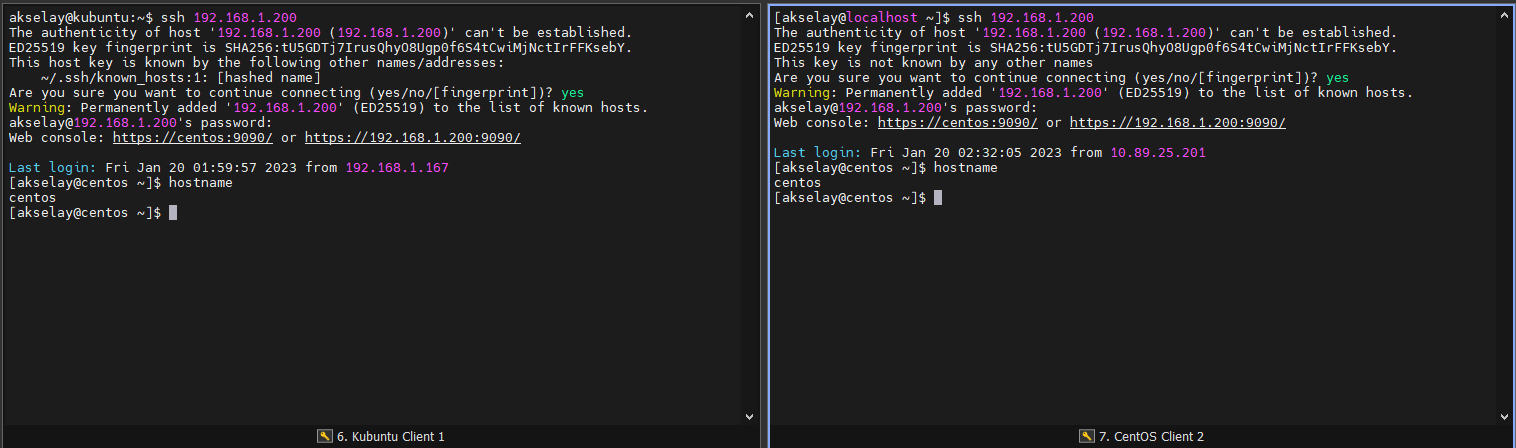 akselay@kubuntu:~$ ssh 192.168.1.200
The authenticity of host '192.168.1.200 (192.168.1.200)' can't be established.
ED25519 key fingerprint is SHA256:tU5GDTj7IrusQhyO8Ugp0f6S4tCwiMjNctIrFFKsebY.
This host key is known by the following other names/addresses:
    ~/.ssh/known_hosts:1: [hashed name]
Are you sure you want to continue connecting (yes/no/[fingerprint])? yes
Warning: Permanently added '192.168.1.200' (ED25519) to the list of known hosts.
akselay@192.168.1.200's password:
Web console: https://centos:9090/ or https://192.168.1.200:9090/
Last login: Fri Jan 20 01:59:57 2023 from 192.168.1.167
[akselay@centos ~]$ hostname
centos
[akselay@centos ~]$
6. Kubuntu Client 1
[akselay@localhost ~]$ ssh 192.168.1.200
The authenticity of host '192.168.1.200 (192.168.1.200)' can't be established.
ED25519 key fingerprint is SHA256:tU5GDTj7IrusQhyO8Ugp0f6S4tCwiMjNctIrFFKsebY.
This key is not known by any other names
Are you sure you want to continue connecting (yes/no/[fingerprint])? yes
Warning: Permanently added '192.168.1.200' (ED25519) to the list of known hosts.
akselay@192.168.1.200's password:
Web console: https://centos:9090/ or https://192.168.1.200:9090/
Last login: Fri Jan 20 02:32:05 2023 from 10.89.25.201
[akselay@centos ~]$ hostname
centos
[akselay@centos ~]$
7. CentOS Client 2